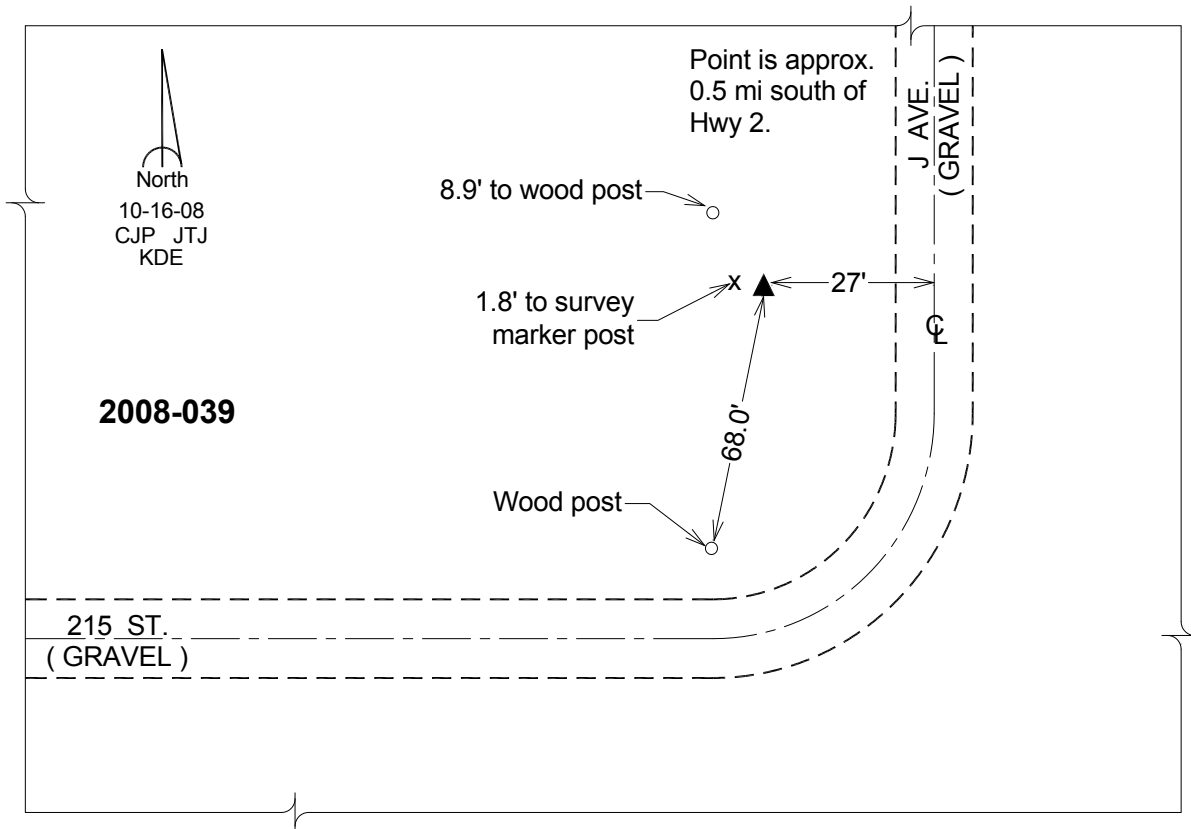 Point is approx.
0.5 mi south of
Hwy 2.
J AVE.
( GRAVEL )
North
10-16-08
CJP JTJ
KDE
8.9' to wood post
x
27'
1.8' to survey
marker post
CL
2008-039
68.0'
Wood post
215 ST.
( GRAVEL )